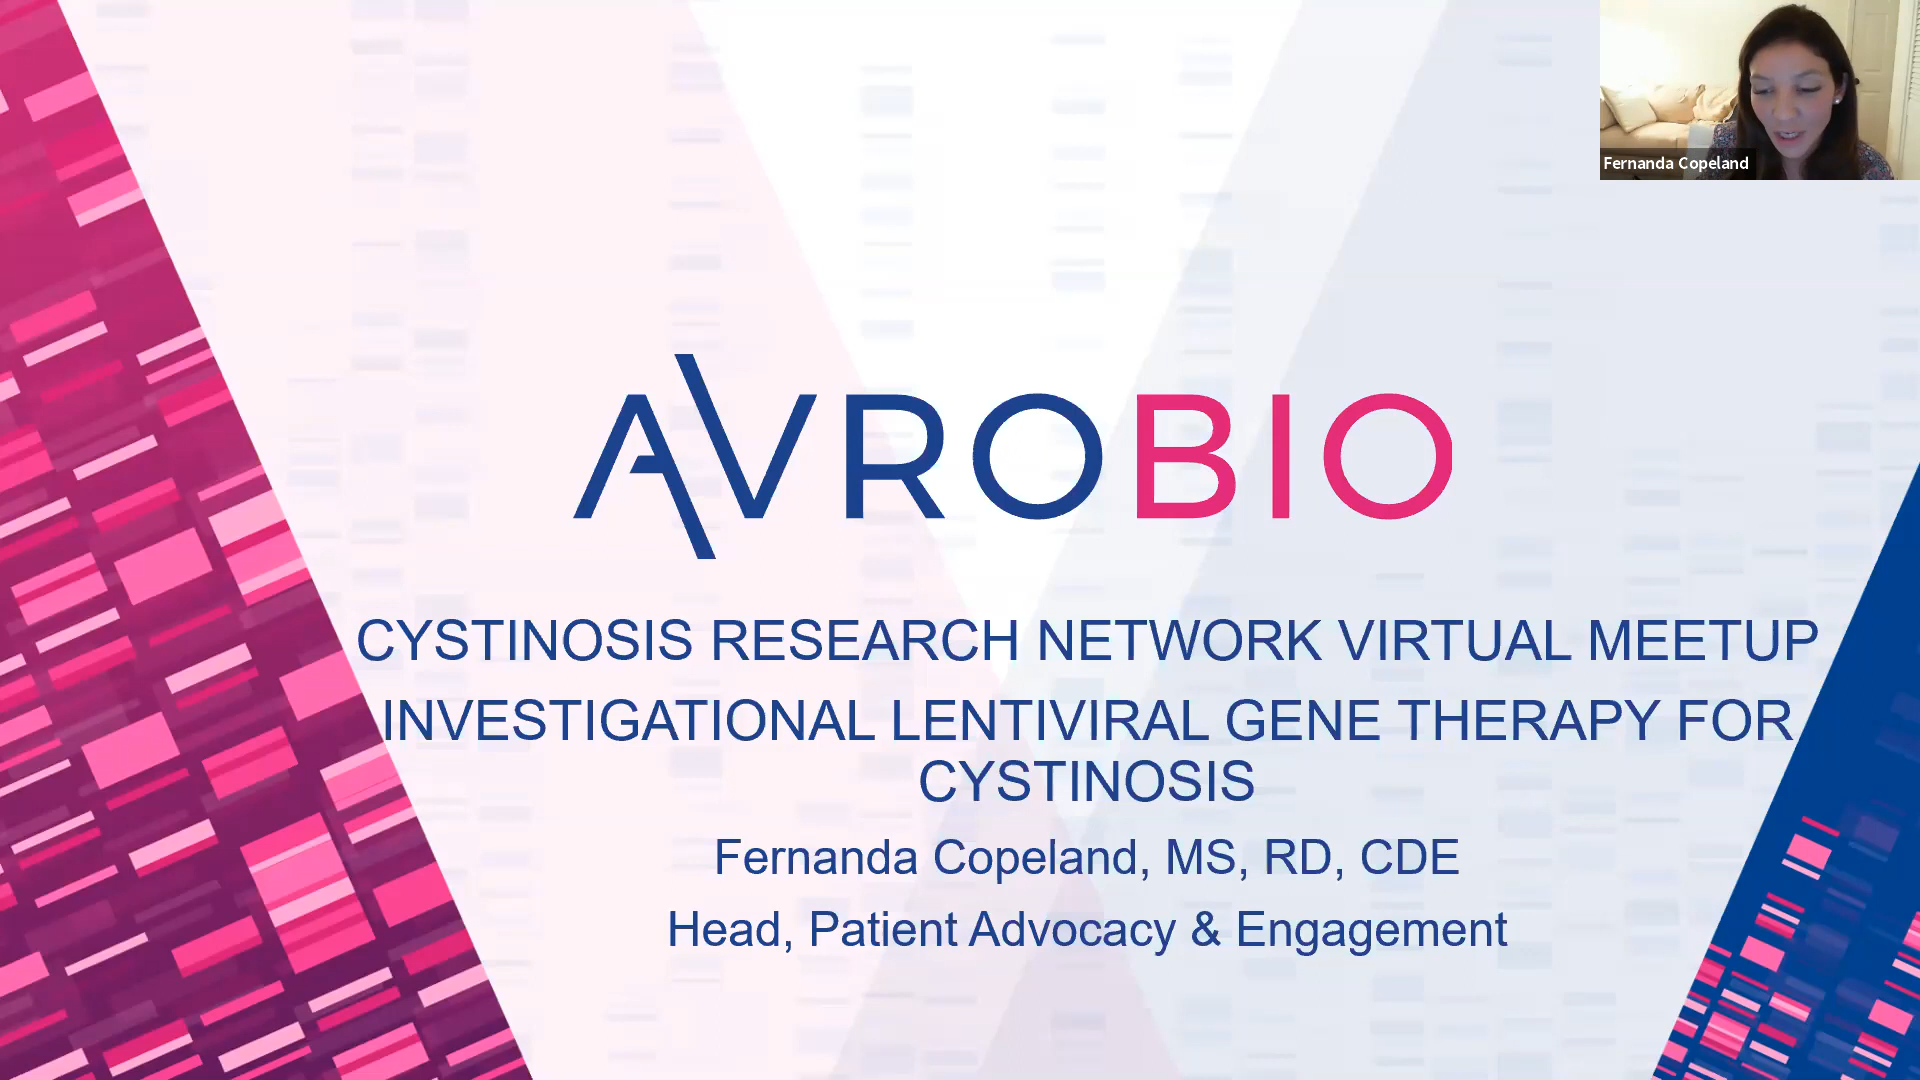 Fernanda Copeland
AVROBIO
CYSTINOSIS RESEARCH NETWORK VIRTUAL MEETUP
INVESTIGATIONAL LENTIVIRAL GENE THERAPY FOR
CYSTINOSIS
Fernanda Copeland, MS, RD, CDE
Head, Patient Advocacy & Engagement